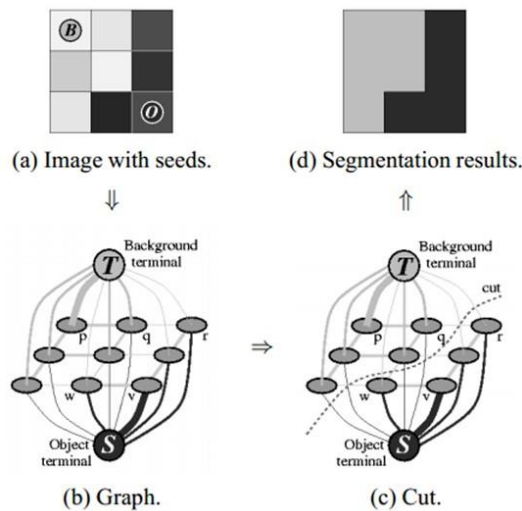 B
O
(a) Image with seeds.
(d) Segmentation results.
Background
terminal
T
p
q
r
w
v
S
Object
terminal
(b) Graph.
Background
terminal
T
cut
p
q
r
w
v
S
Object
terminal
(c) Cut.